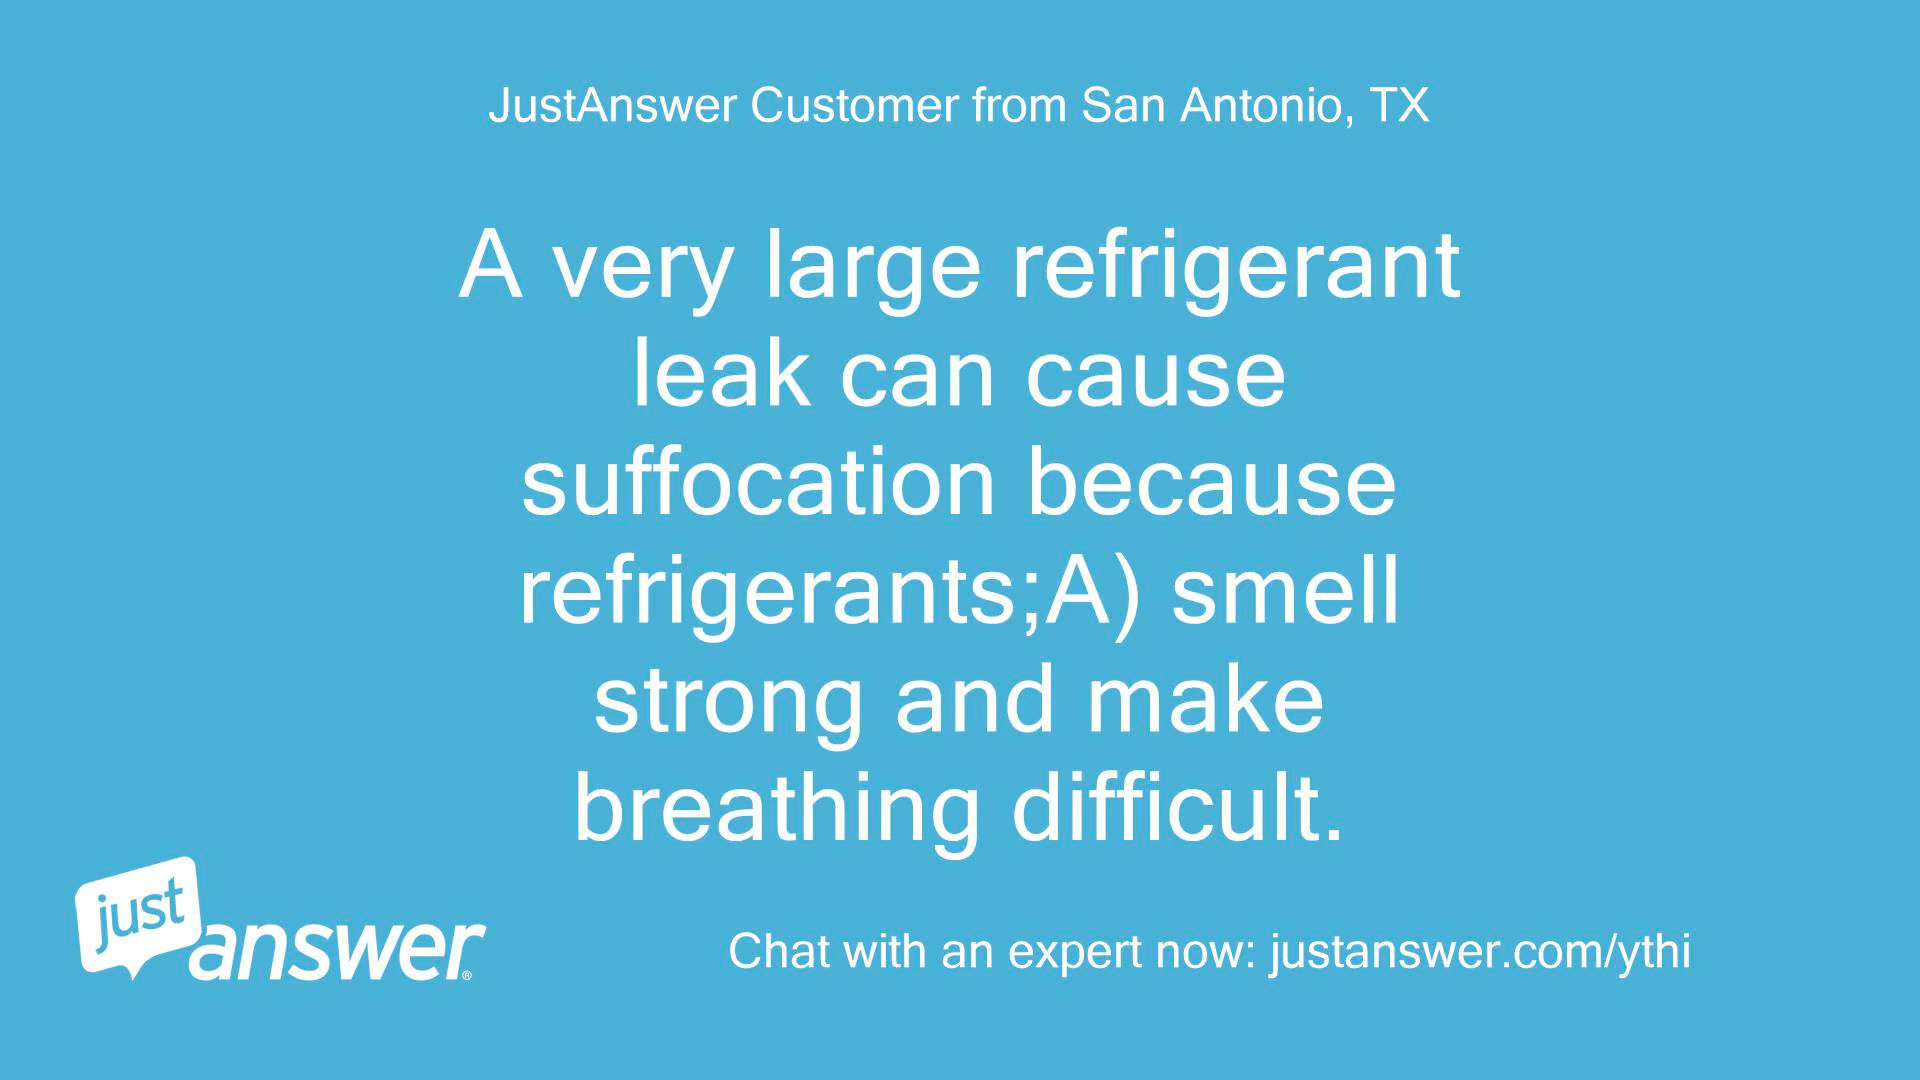 JustAnswer Customer from San Antonio, TX
A very large refrigerant
leak can cause
suffocation because
refrigerants;A) smell
strong and make
breathing difficult.
just
answer®
Chat with an expert now: justanswer.com/ythi